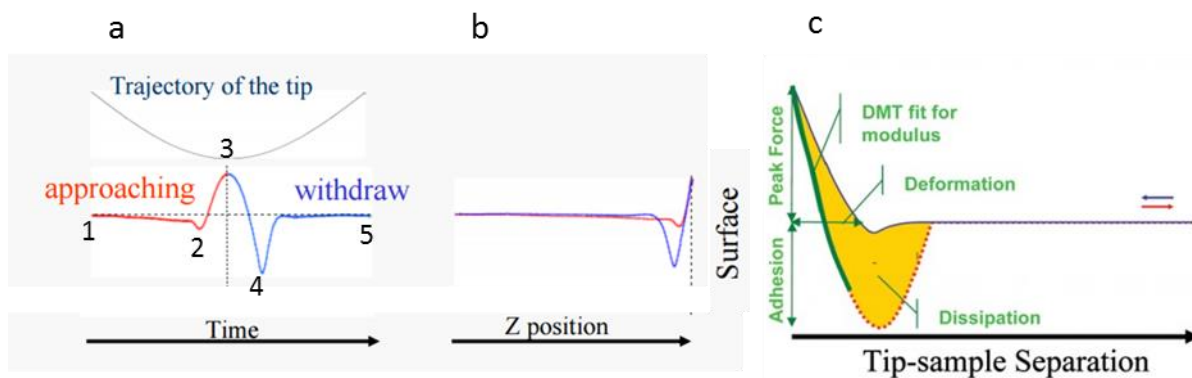 a
b
c
Trajectory of the tip
3
approaching
withdraw
1
2
4
5
Time
Z position
Surface
Peak Force
Adhesion
DMT fit for
modulus
Deformation
Dissipation
Tip-sample Separation